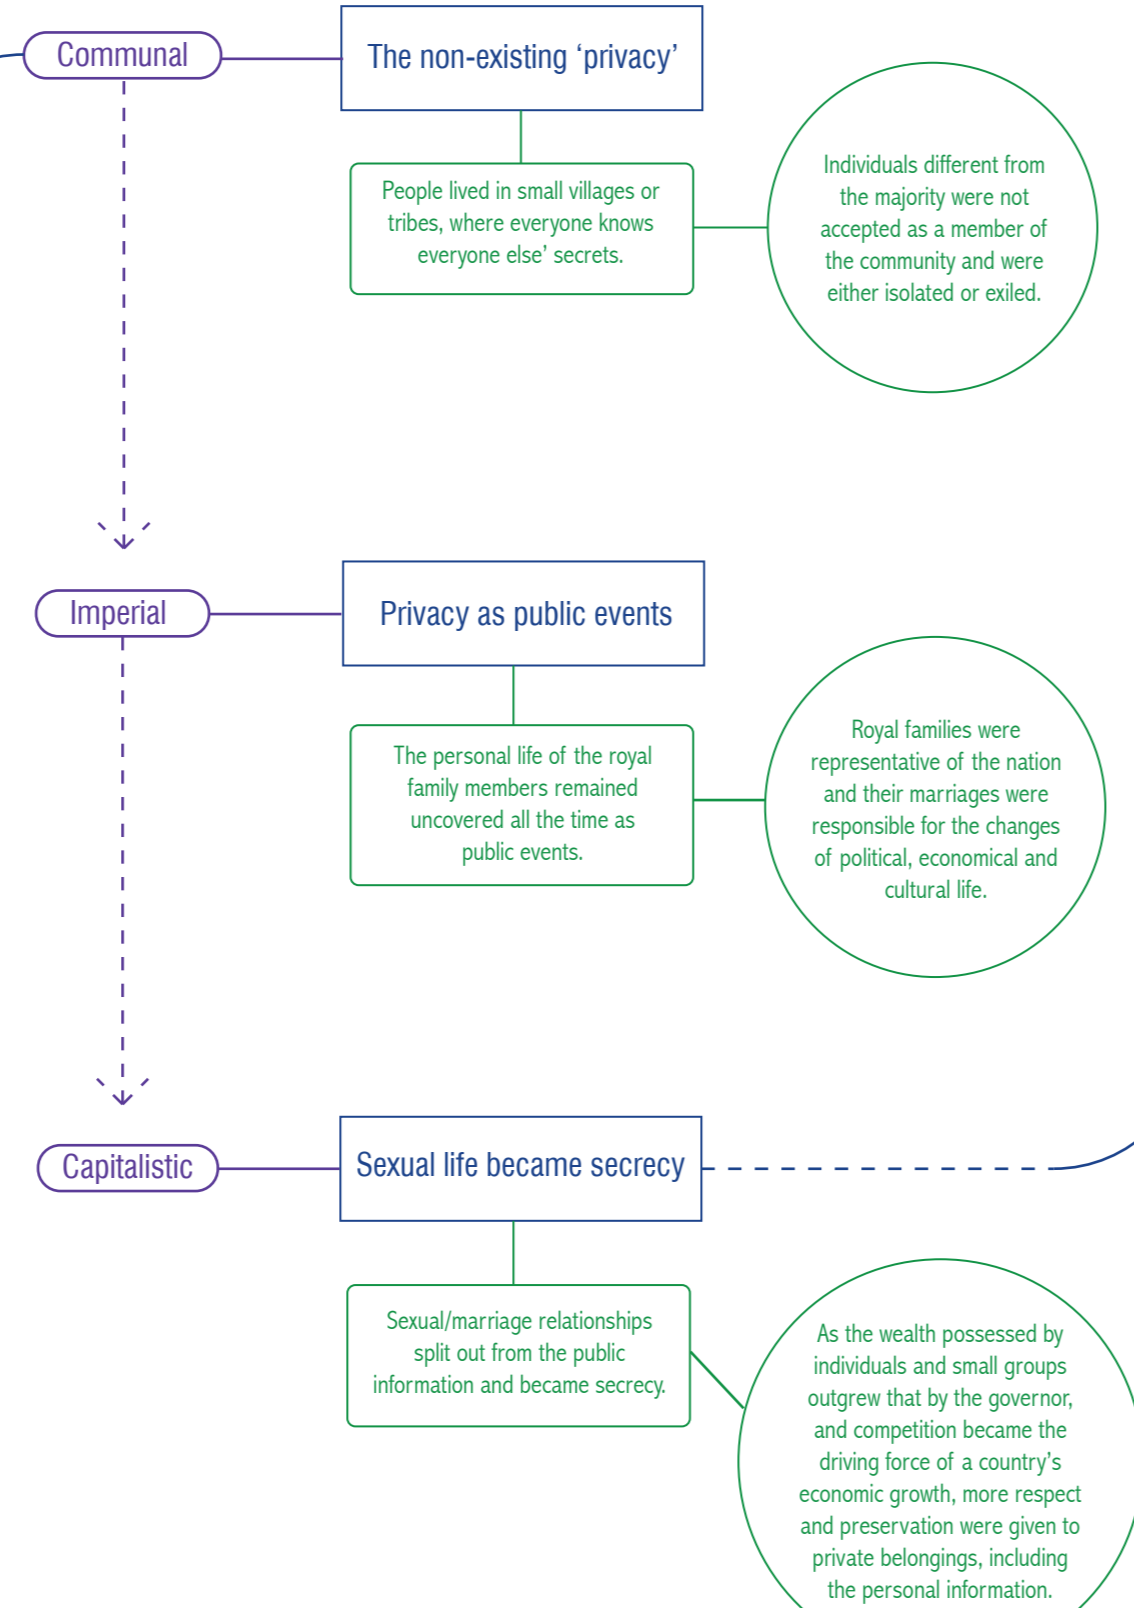 Communal
The non-existing ‘privacy’
People lived in small villages or
tribes, where everyone knows
everyone else’ secrets.
Individuals different from
the majority were not
accepted as a member of
the community and were
either isolated or exiled.
Imperial
Privacy as public events
The personal life of the royal
family members remained
uncovered all the time as
public events.
Royal families were
representative of the nation
and their marriages were
responsible for the changes
of political, economical and
cultural life.
Capitalistic
Sexual life became secrecy
Sexual/marriage relationships
split out from the public
information and became secrecy.
As the wealth possessed by
individuals and small groups
outgrew that by the governor,
and competition became the
driving force of a country’s
economic growth, more respect
and preservation were given to
private belongings, including
the personal information.